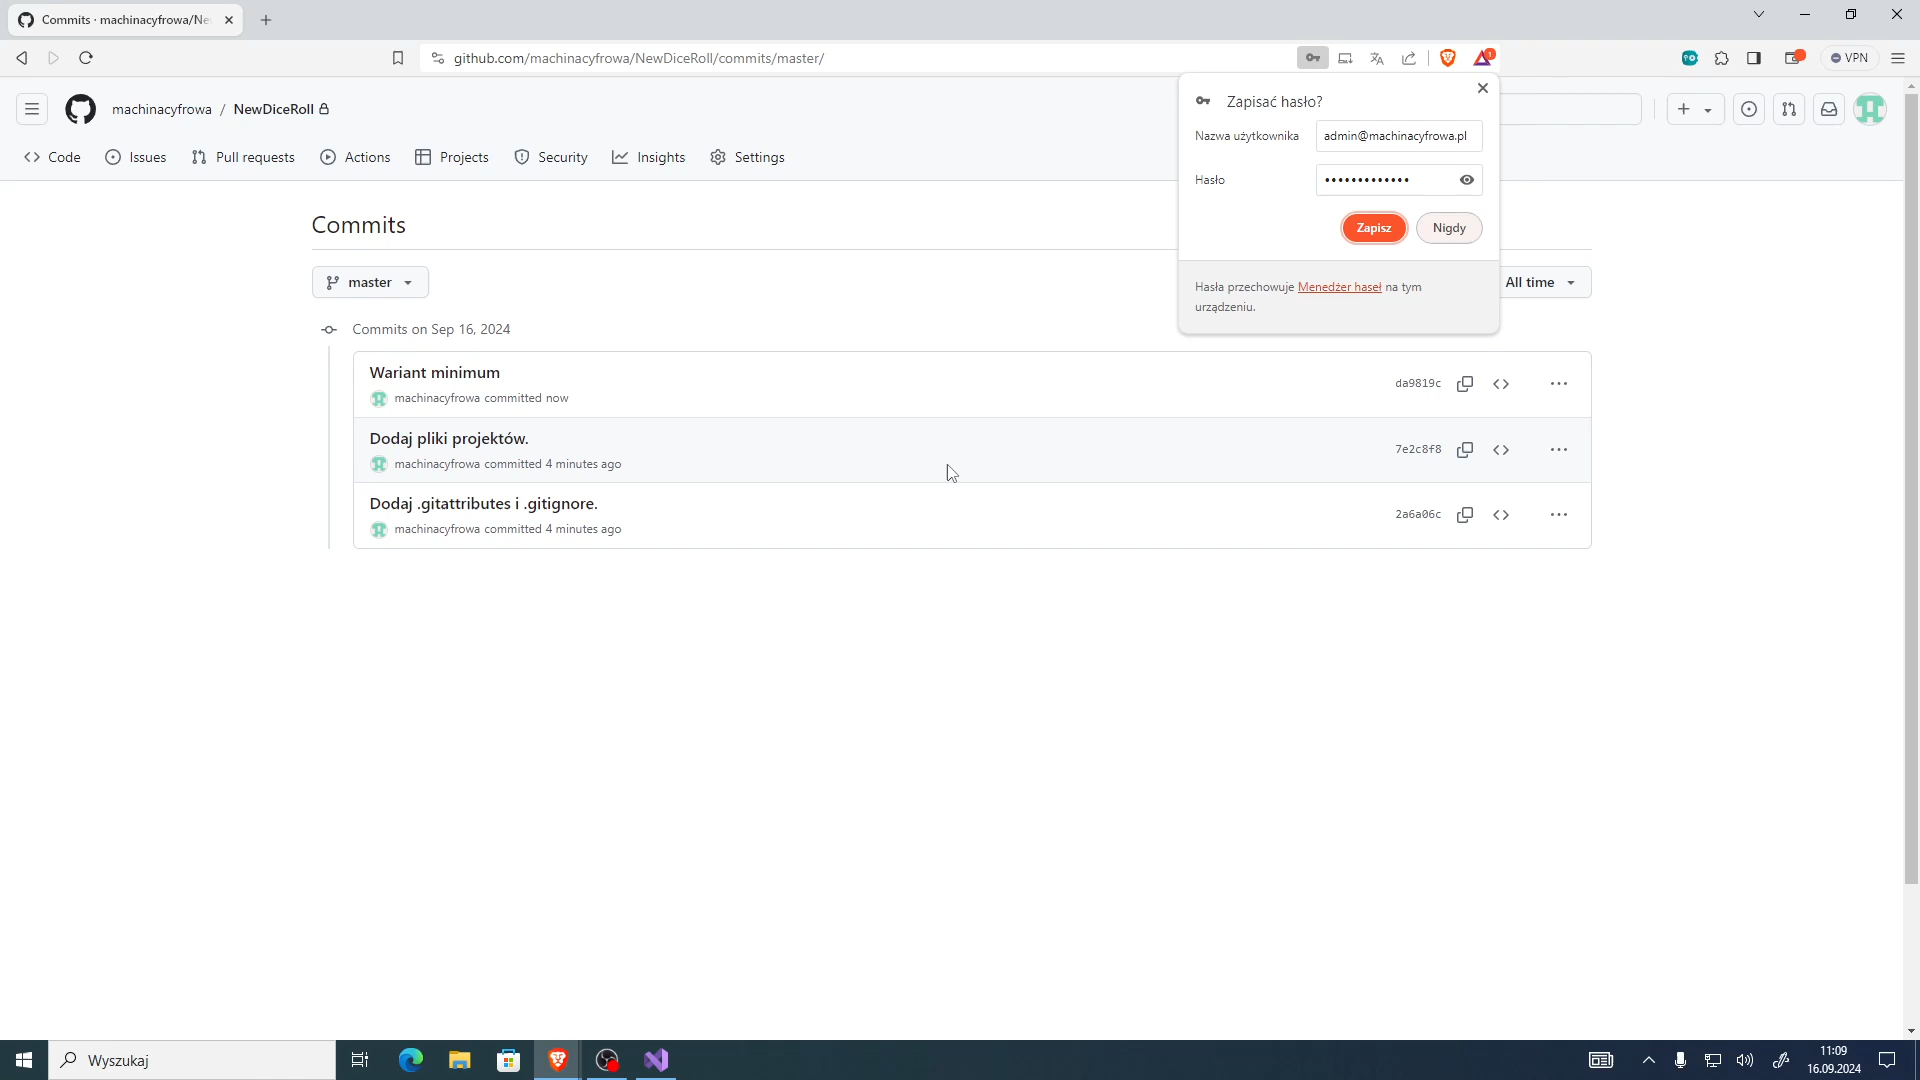 Commits · machinacyfrowa/Ne
github.com/machinacyfrowa/NewDiceRoll/commits/master/
1
VPN
machinacyfrowa / NewDiceRoll
Code
Issues
Pull requests
Actions
Projects
Security
Insights
Settings
Zapisać hasło?
Nazwa użytkownika
admin@machinacyfrowa.pl
Hasło
•••••••••••••
Zapisz
Nigdy
Hasła przechowuje Menedżer haseł na tym
urządzeniu.
Commits
master
All time
Commits on Sep 16, 2024
Wariant minimum
machinacyfrowa committed now
da9819c
Dodaj pliki projektów.
machinacyfrowa committed 4 minutes ago
7e2c8f8
Dodaj .gitattributes i .gitignore.
machinacyfrowa committed 4 minutes ago
2a6a06c
Wyszukaj
11:09
16.09.2024